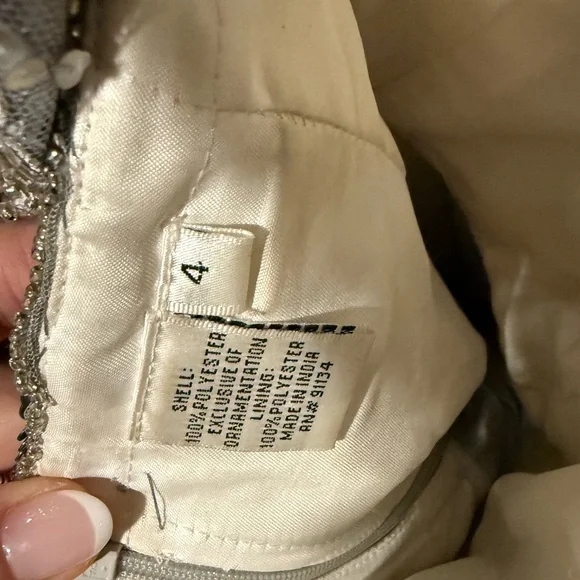 4
SHELL:
100% POLYESTER
EXCLUSIVE OF
ORNAMENTATION
LINING:
100% POLYESTER
MADE IN INDIA
RN# 91134